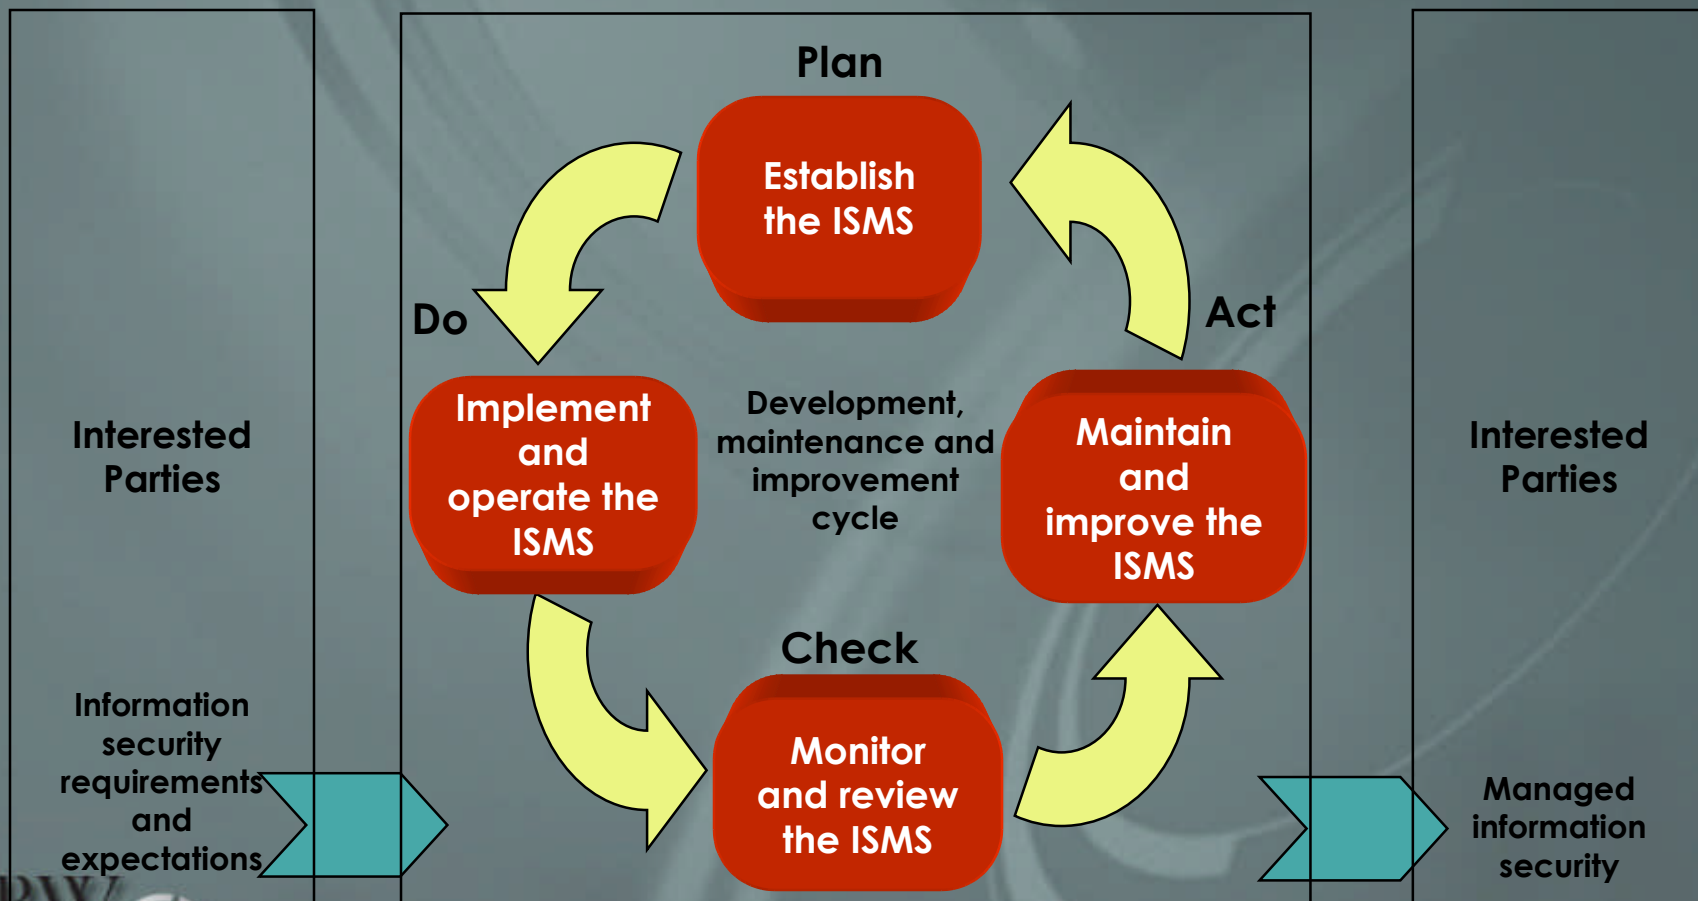 Plan
Establish
the ISMS
Do
Act
Implement
and
operate the
ISMS
Development,
maintenance and
improvement
cycle
Maintain
and
improve the
ISMS
Interested
Parties
Interested
Parties
Check
Monitor
and review
the ISMS
Information
security
requirements
and
expectations
Managed
information
security